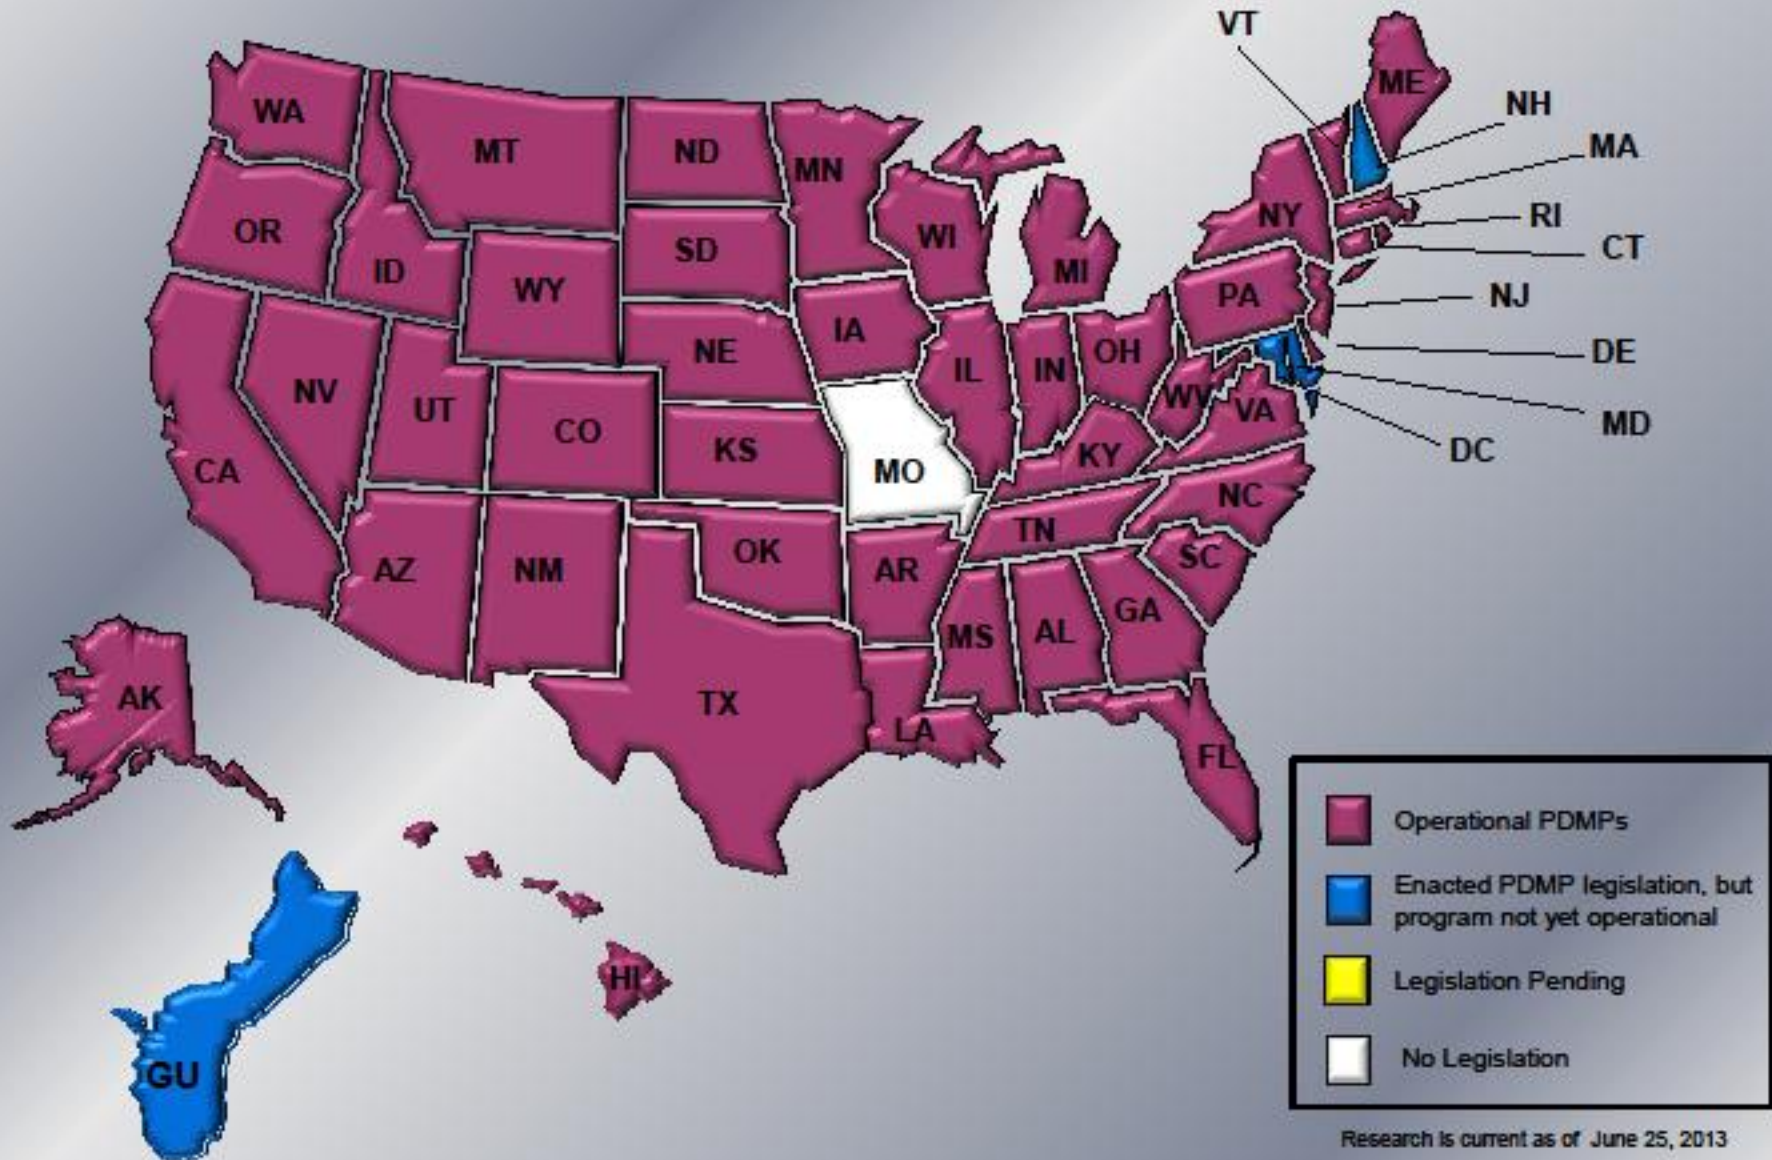 VT
ME
WA
NH
MT
ND
MA
MN
NY
RI
OR
WI
CT
SD
ID
MI
WY
PA
NJ
IA
NE
OH
DE
IL
IN
NV
UT
WV
VA
MD
CO
KS
KY
DC
CA
MO
NC
TN
OK
SC
AZ
NM
AR
GA
MS
AL
AK
TX
LA
FL
HI
GU
Operational PDMPs
Enacted PDMP legislation, but
program not yet operational
Legislation Pending
No Legislation
Research is current as of June 25, 2013